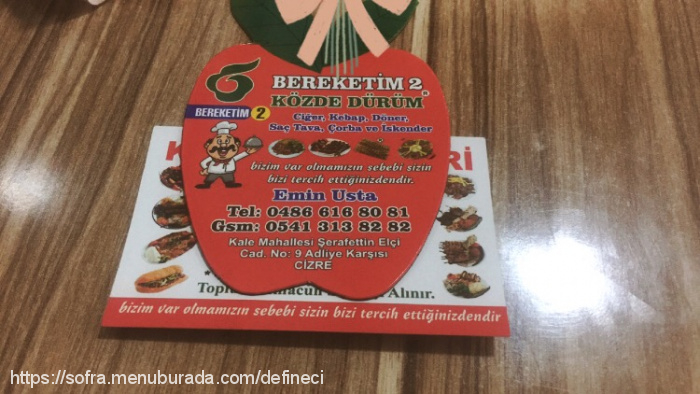 BEREKETİM 2
KÖZDE DÜRÜM
BEREKETİM 2
Ciğer, Kebap, Döner,
Saç Tava, Çorba ve İskender
bizim var olmamızın sebebi sizin
bizi tercih ettiğinizdendir.
Emin Usta
Tel: 0486 616 80 81
Gsm: 0541 313 82 82
Kale Mahallesi Şerafettin Elçi
Cad. No: 9 Adliye Karşısı
CİZRE
Alınır.
bizim var olmamızın sebebi sizin bizi tercih ettiğinizdendir
https://sofra.menuburada.com/defineci